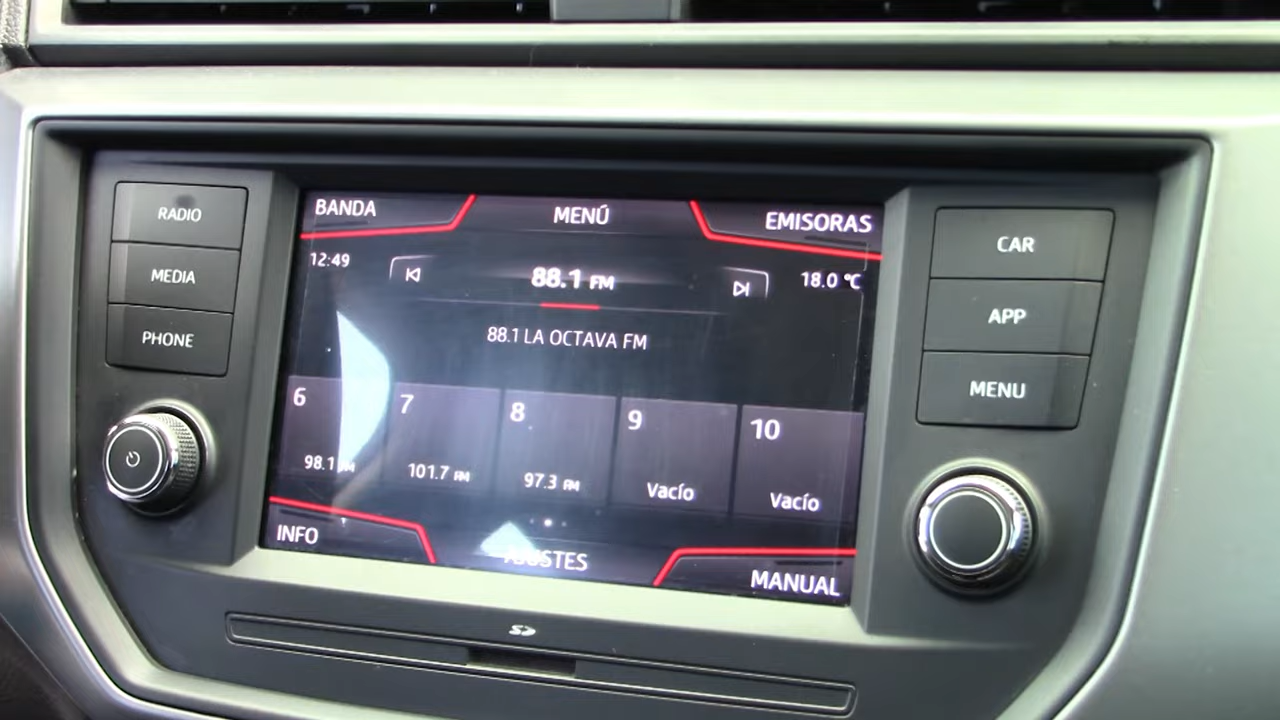 RADIO
MEDIA
PHONE
BANDA
MENÚ
EMISORAS
12:49
88.1 FM
18.0 °C
88.1 LA OCTAVA FM
6
98.1 FM
7
101.7 FM
8
97.3 FM
9
Vacío
10
Vacío
INFO
AJUSTES
MANUAL
CAR
APP
MENU
SD